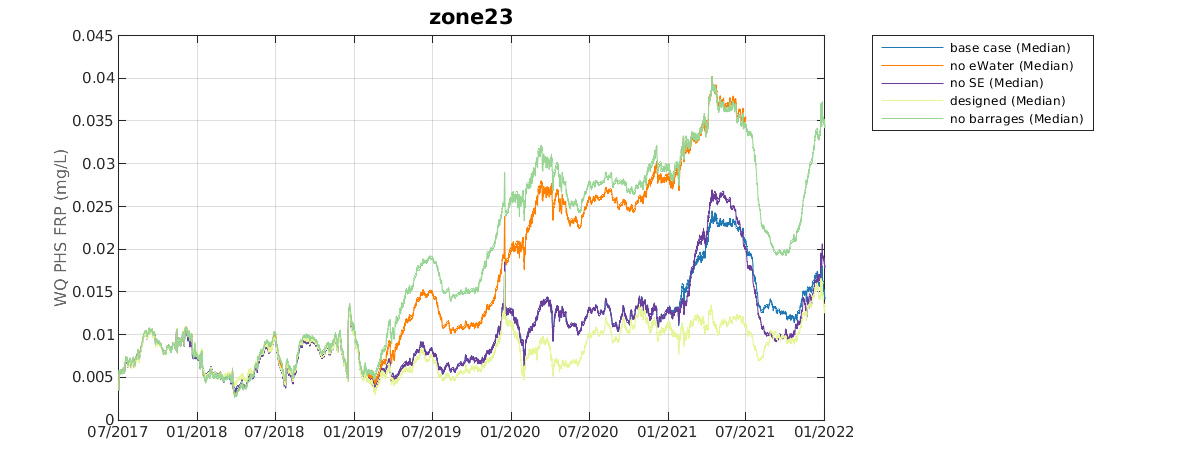 zone23
0.045
0.04
0.035
0.03
0.025
0.02
0.015
0.01
0.005
0
WQ PHS FRP (mg/L)
07/2017 01/2018 07/2018 01/2019 07/2019 01/2020 07/2020 01/2021 07/2021 01/2022
base case (Median)
no eWater (Median)
no SE (Median)
designed (Median)
no barrages (Median)